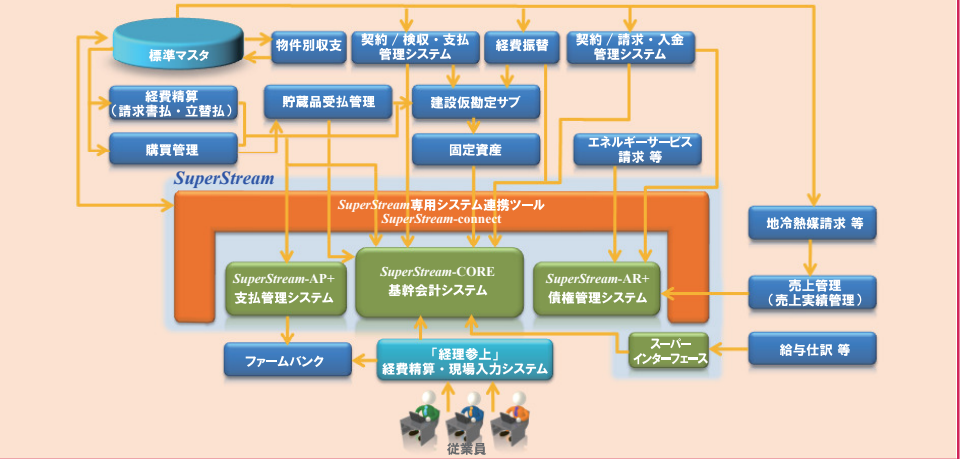 標準マスタ
物件別収支
契約 / 検収・支払
管理システム
経費振替
契約 / 請求・入金
管理システム
経費精算
(請求書払・立替払)
貯蔵品受払管理
建設仮勘定サブ
購買管理
固定資産
エネルギーサービス
請求 等
SuperStream
SuperStream専用システム連携ツール
SuperStream-connect
地冷熱媒請求 等
SuperStream-AP+
支払管理システム
SuperStream-CORE
基幹会計システム
SuperStream-AR+
債権管理システム
売上管理
(売上実績管理)
ファームバンク
「経理参上」
経費精算・現場入力システム
スーパー
インターフェース
給与仕訳 等
従業員